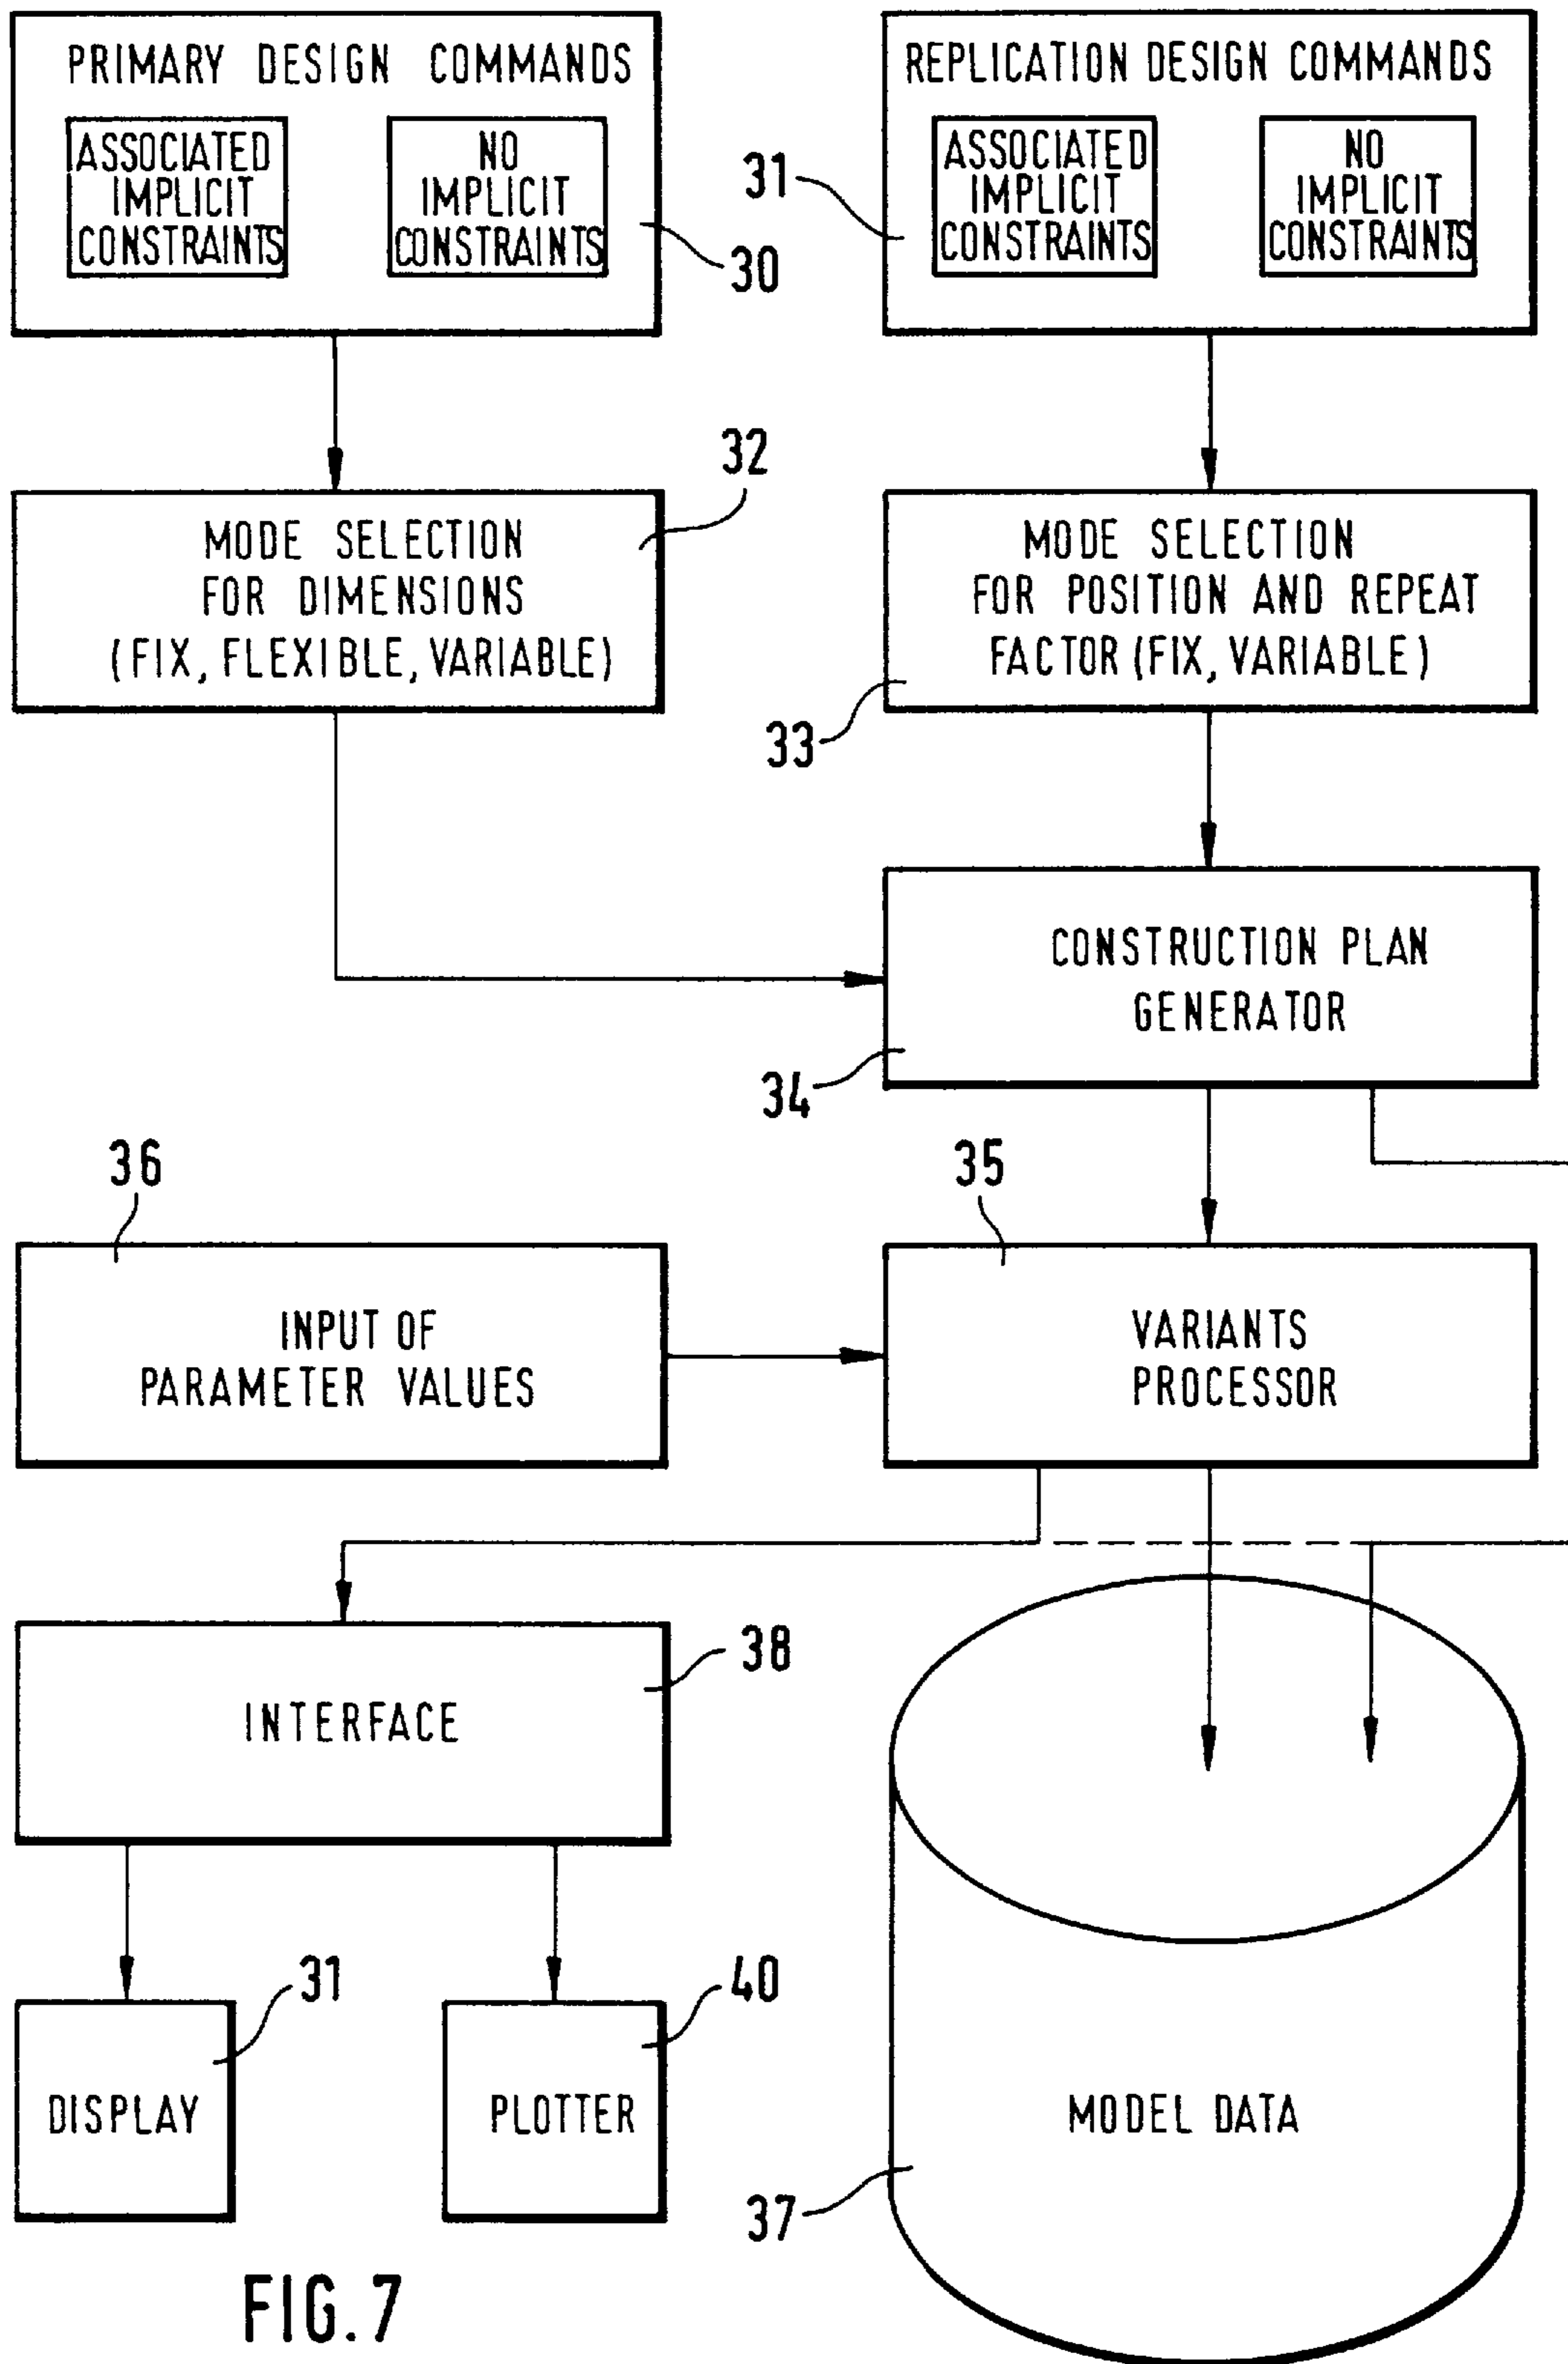 PRIMARY DESIGN COMMANDS
ASSOCIATED
IMPLICIT
CONSTRAINTS
NO
IMPLICIT
CONSTRAINTS
30
REPLICATION DESIGN COMMANDS
ASSOCIATED
IMPLICIT
CONSTRAINTS
NO
IMPLICIT
CONSTRAINTS
31
32
MODE SELECTION
FOR DIMENSIONS
(FIX, FLEXIBLE, VARIABLE)
MODE SELECTION
FOR POSITION AND REPEAT
FACTOR (FIX, VARIABLE)
33
CONSTRUCTION PLAN
GENERATOR
34
36
INPUT OF
PARAMETER VALUES
35
VARIANTS
PROCESSOR
38
INTERFACE
31
DISPLAY
40
PLOTTER
MODEL DATA
37
FIG. 7